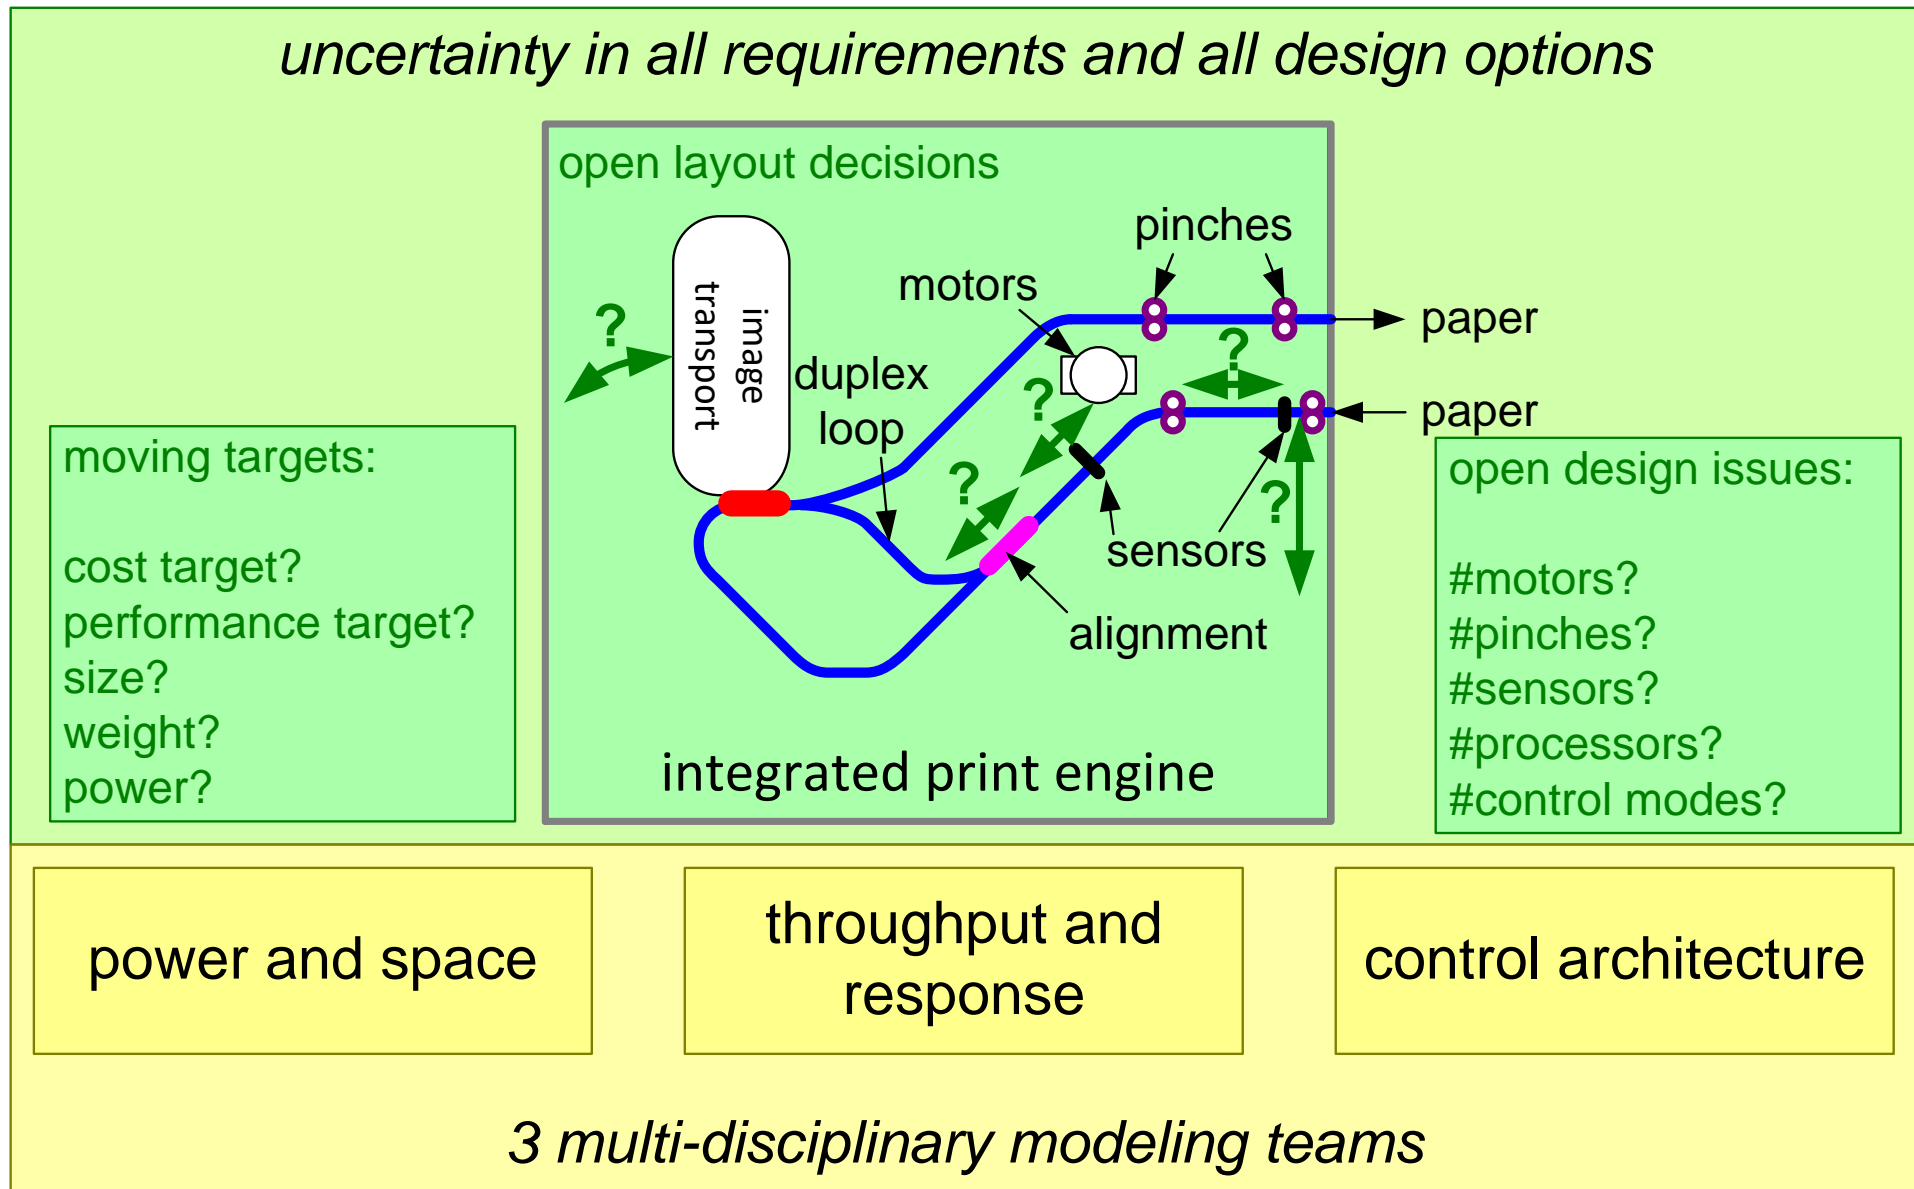 uncertainty in all requirements and all design options
open layout decisions
pinches
motors
paper
image
transport
?
?
?
?
?
duplex
loop
paper
sensors
alignment
integrated print engine
moving targets:
cost target?
performance target?
size?
weight?
power?
open design issues:
#motors?
#pinches?
#sensors?
#processors?
#control modes?
power and space
throughput and
response
control architecture
3 multi-disciplinary modeling teams